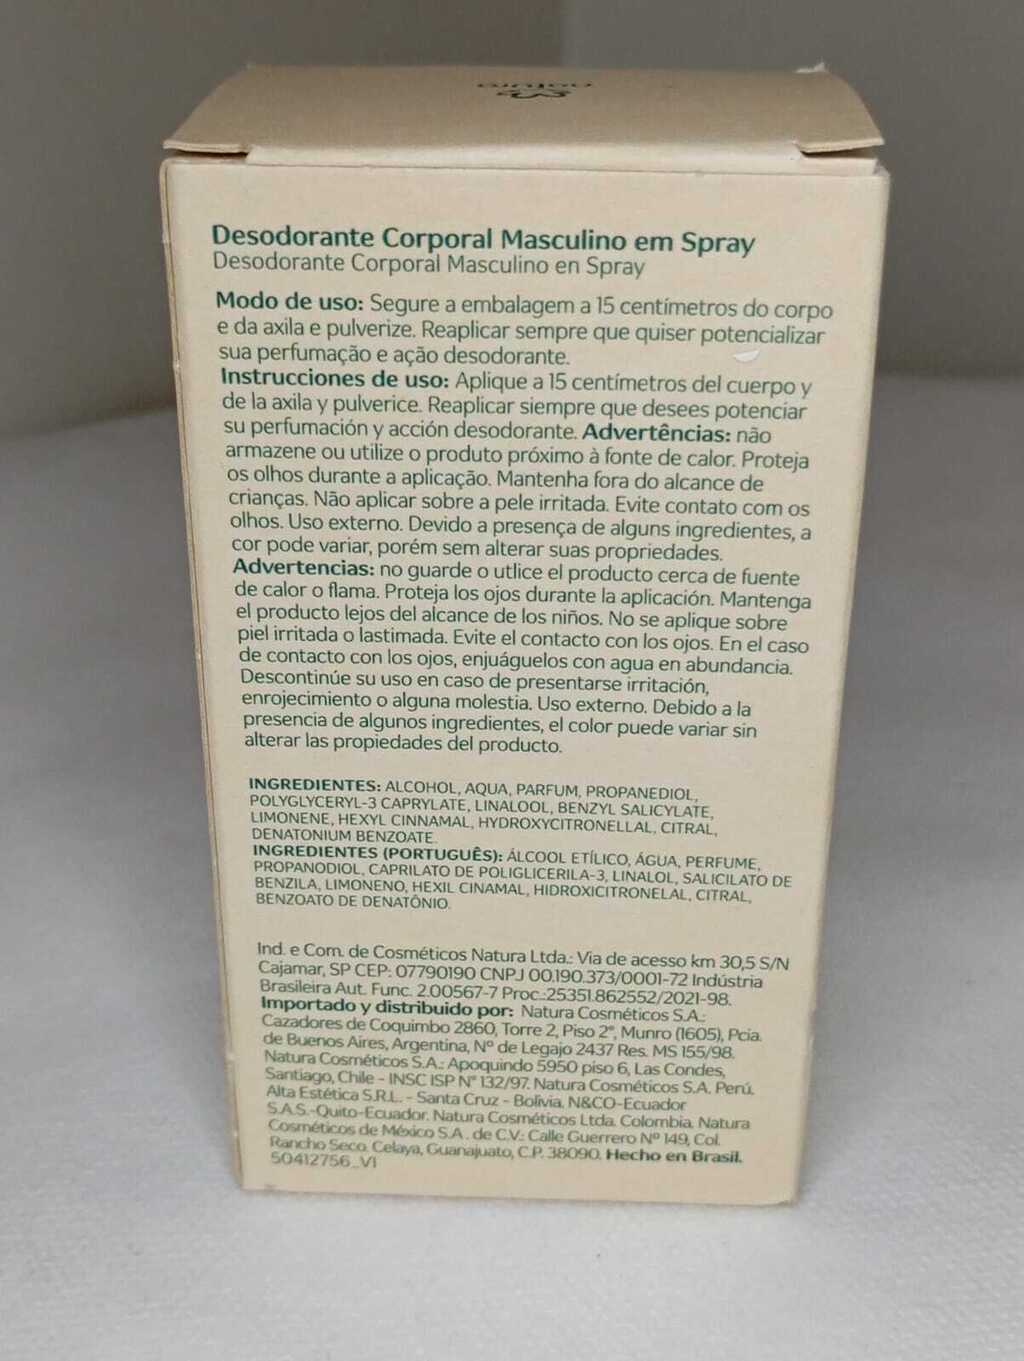 natura
Desodorante Corporal Masculino em Spray
Desodorante Corporal Masculino en Spray
Modo de uso: Segure a embalagem a 15 centímetros do corpo
e da axila e pulverize. Reaplicar sempre que quiser potencializar
sua perfumação e ação desodorante.
Instrucciones de uso: Aplique a 15 centímetros del cuerpo y
de la axila y pulverice. Reaplicar siempre que desees potenciar
su perfumación y acción desodorante. Advertências: não
armazene ou utilize o produto próximo à fonte de calor. Proteja
os olhos durante a aplicação. Mantenha fora do alcance de
crianças. Não aplicar sobre a pele irritada. Evite contato com os
olhos. Uso externo. Devido a presença de alguns ingredientes, a
cor pode variar, porém sem alterar suas propriedades.
Advertencias: no guarde o utlice el producto cerca de fuente
de calor o flama. Proteja los ojos durante la aplicación. Mantenga
el producto lejos del alcance de los niños. No se aplique sobre
piel irritada o lastimada. Evite el contacto con los ojos. En el caso
de contacto con los ojos, enjuáguelos con agua en abundancia.
Descontinúe su uso en caso de presentarse irritación,
enrojecimiento o alguna molestia. Uso externo. Debido a la
presencia de algunos ingredientes, el color puede variar sin
alterar las propiedades del producto.
INGREDIENTES: ALCOHOL, AQUA, PARFUM, PROPANEDIOL,
POLYGLYCERYL-3 CAPRYLATE, LINALOOL, BENZYL SALICYLATE,
LIMONENE, HEXYL CINNAMAL, HYDROXYCITRONELLAL, CITRAL,
DENATONIUM BENZOATE.
INGREDIENTES (PORTUGUÊS): ÁLCOOL ETÍLICO, ÁGUA, PERFUME,
PROPANODIOL, CAPRILATO DE POLIGLICERILA-3, LINALOL, SALICILATO DE
BENZILA, LIMONENO, HEXIL CINAMAL, HIDROXICITRONELAL, CITRAL,
BENZOATO DE DENATÔNIO.
Ind. e Com. de Cosméticos Natura Ltda.: Via de acesso km 30,5 S/N
Cajamar, SP CEP: 07790190 CNPJ 00.190.373/0001-72 Indústria
Brasileira Aut. Func. 2.00567-7 Proc.:25351.862552/2021-98.
Importado y distribuido por: Natura Cosméticos S.A.:
Cazadores de Coquimbo 2860, Torre 2, Piso 2°, Munro (1605), Pcia.
de Buenos Aires, Argentina, Nº de Legajo 2437 Res. MS 155/98.
Natura Cosméticos S.A.: Apoquindo 5950 piso 6, Las Condes,
Santiago, Chile - INSC ISP N° 132/97. Natura Cosméticos S.A. Perú.
Alta Estética S.R.L. - Santa Cruz - Bolivia. N&CO-Ecuador
S.A.S.-Quito-Ecuador. Natura Cosméticos Ltda. Colombia. Natura
Cosméticos de México S.A. de C.V.: Calle Guerrero Nº 149, Col.
Rancho Seco. Celaya, Guanajuato, C.P. 38090. Hecho en Brasil.
50412756_V1